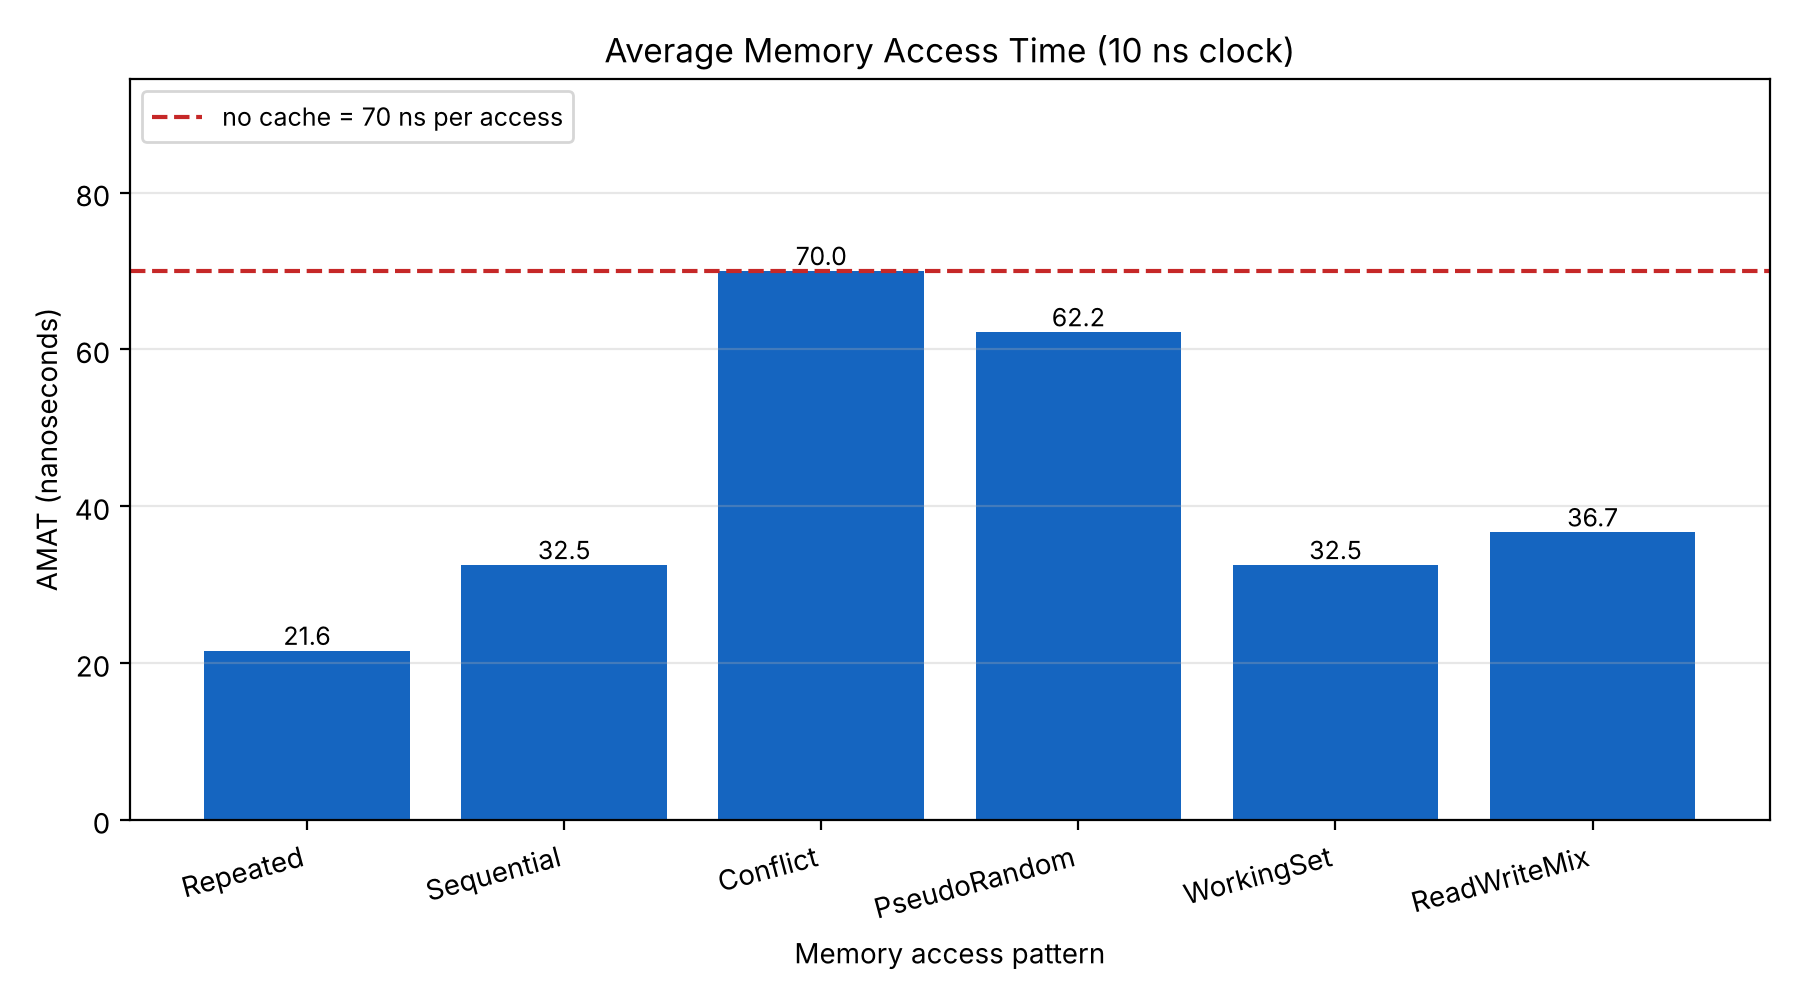 Average Memory Access Time (10 ns clock)
no cache = 70 ns per access
AMAT (nanoseconds)
80
60
40
20
0
21.6
32.5
70.0
62.2
32.5
36.7
Repeated
Sequential
Conflict
PseudoRandom
WorkingSet
ReadWriteMix
Memory access pattern